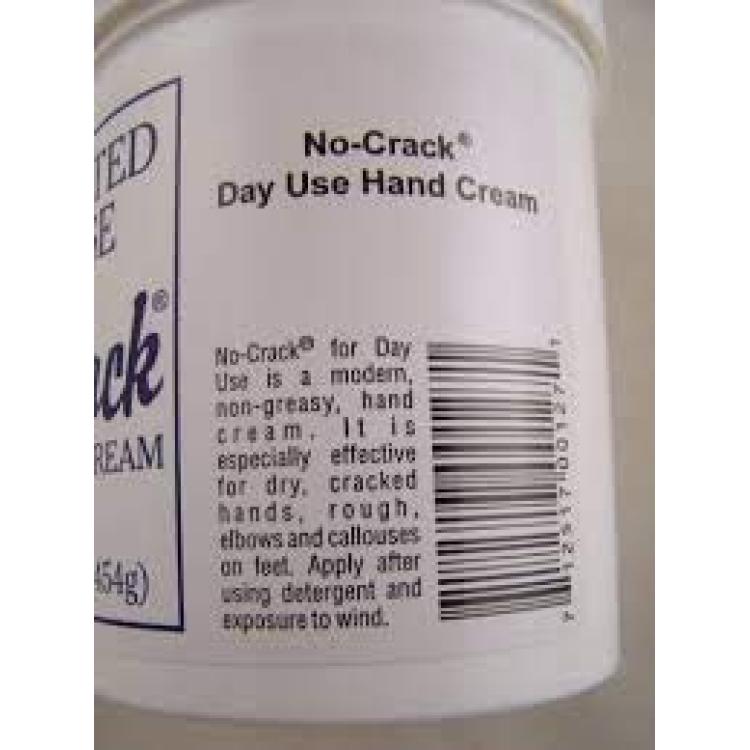 No-Crack®
Day Use Hand Cream
No-Crack® for Day
Use is a modern,
non-greasy, hand
cream. It is
especially effective
for dry, cracked
hands, rough,
elbows and callouses
on feet. Apply after
using detergent and
exposure to wind.
TED
SE
ack®
REAM
454g)